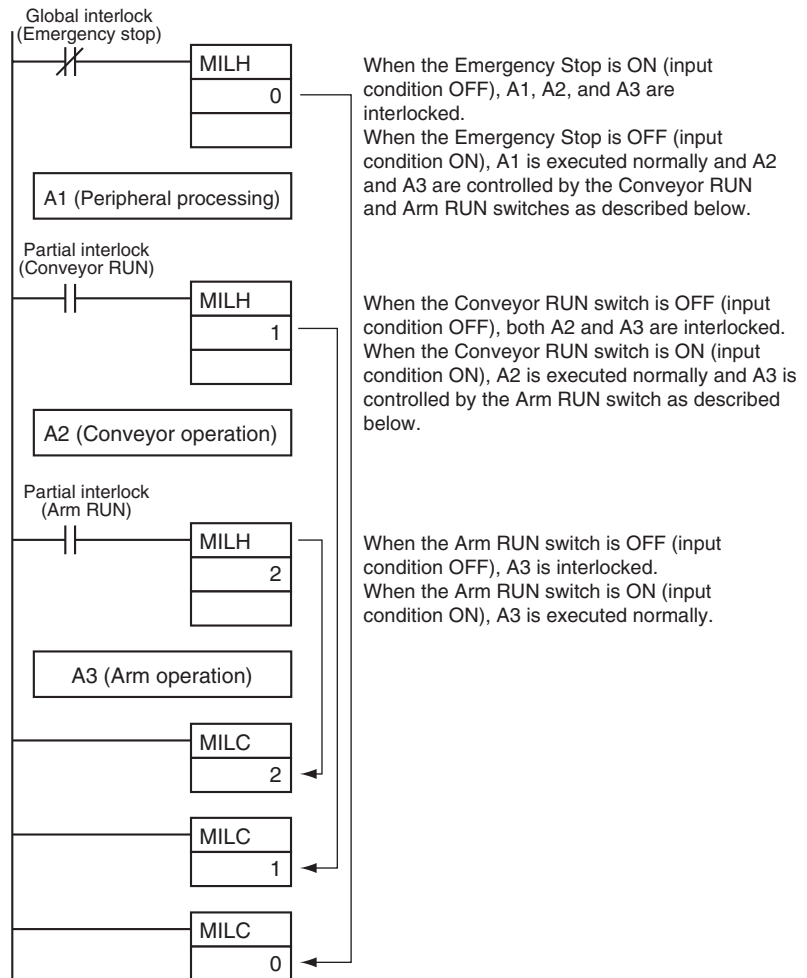 Global interlock
(Emergency stop)
MILH
0
When the Emergency Stop is ON (input
condition OFF), A1, A2, and A3 are
interlocked.
When the Emergency Stop is OFF (input
condition ON), A1 is executed normally and A2
and A3 are controlled by the Conveyor RUN
and Arm RUN switches as described below.
A1 (Peripheral processing)
Partial interlock
(Conveyor RUN)
MILH
1
When the Conveyor RUN switch is OFF (input
condition OFF), both A2 and A3 are interlocked.
When the Conveyor RUN switch is ON (input
condition ON), A2 is executed normally and A3 is
controlled by the Arm RUN switch as described
below.
A2 (Conveyor operation)
Partial interlock
(Arm RUN)
MILH
2
When the Arm RUN switch is OFF (input
condition OFF), A3 is interlocked.
When the Arm RUN switch is ON (input
condition ON), A3 is executed normally.
A3 (Arm operation)
MILC
2
MILC
1
MILC
0